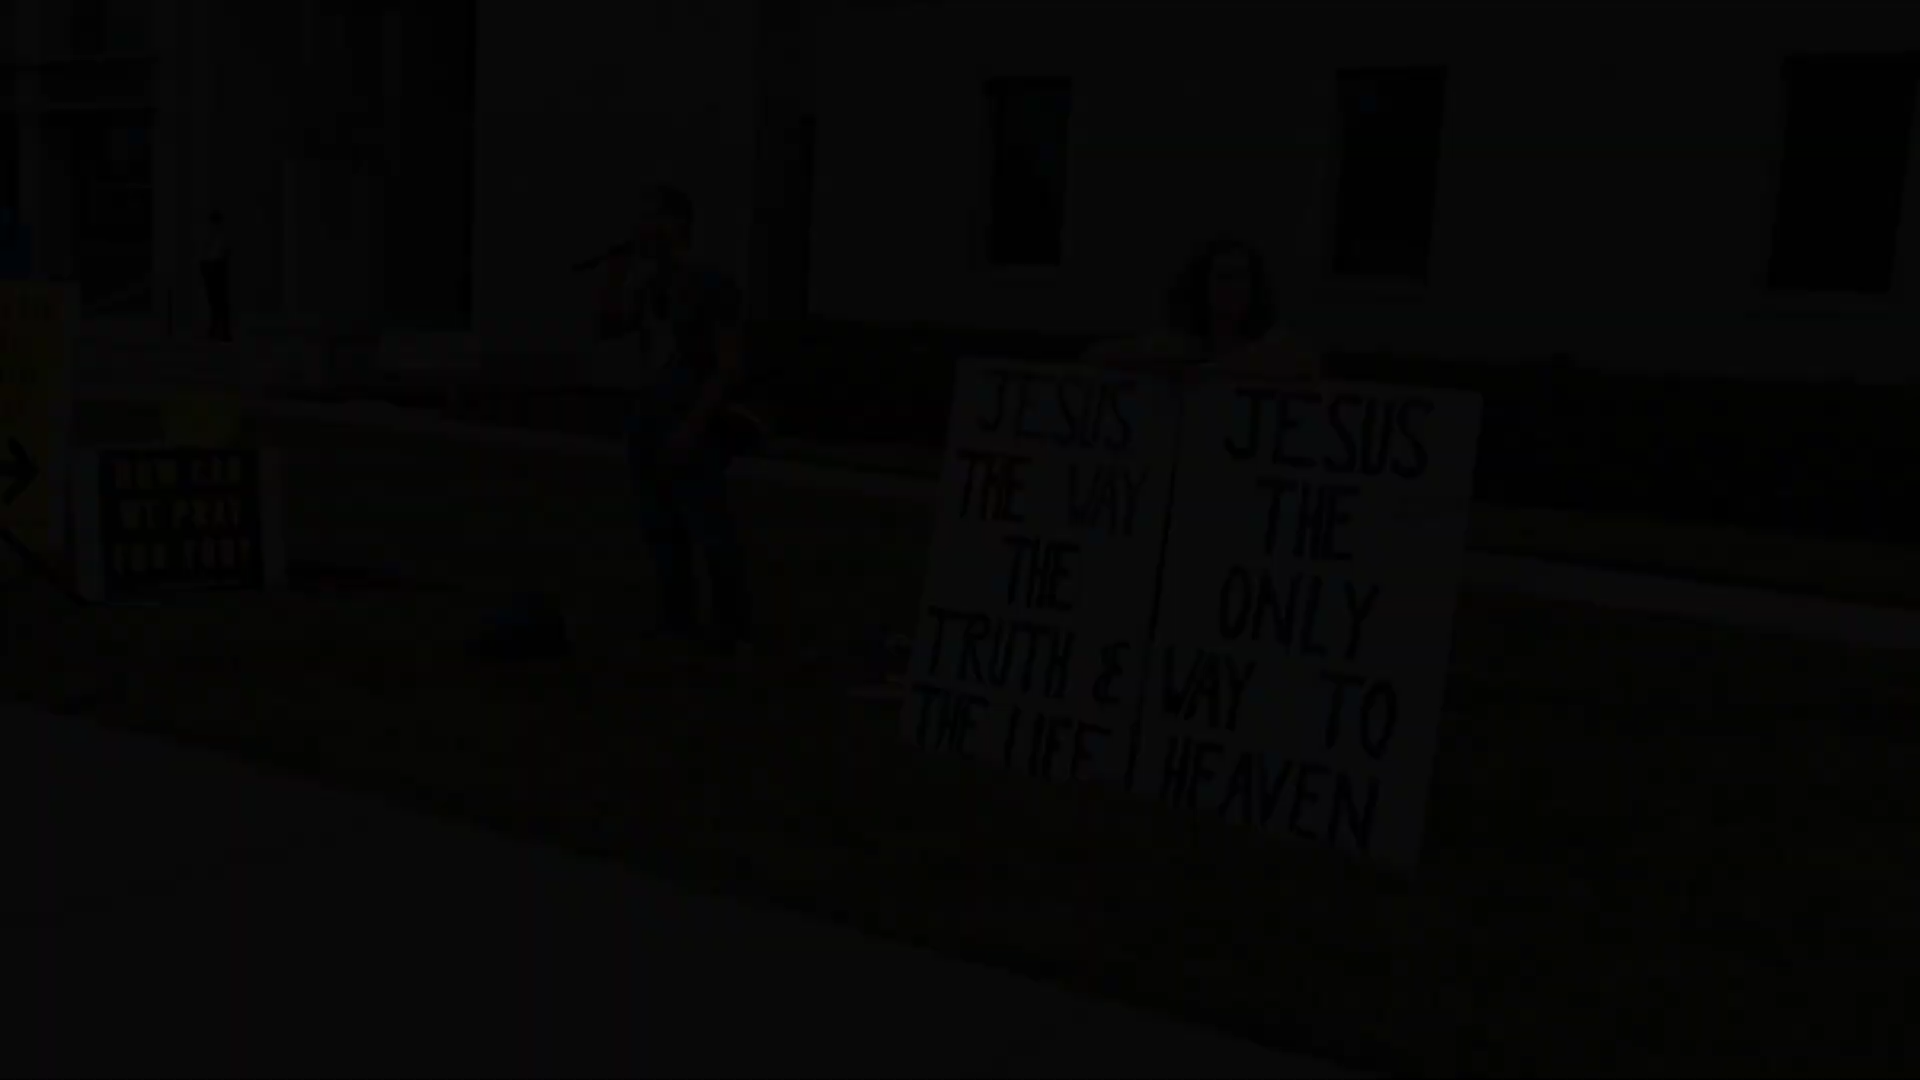 JESUS
THE WAY
THE
TRUTH &
THE LIFE
JESUS
THE
ONLY
WAY TO
HEAVEN
HOW CAN
WE PRAY
FOR YOU?